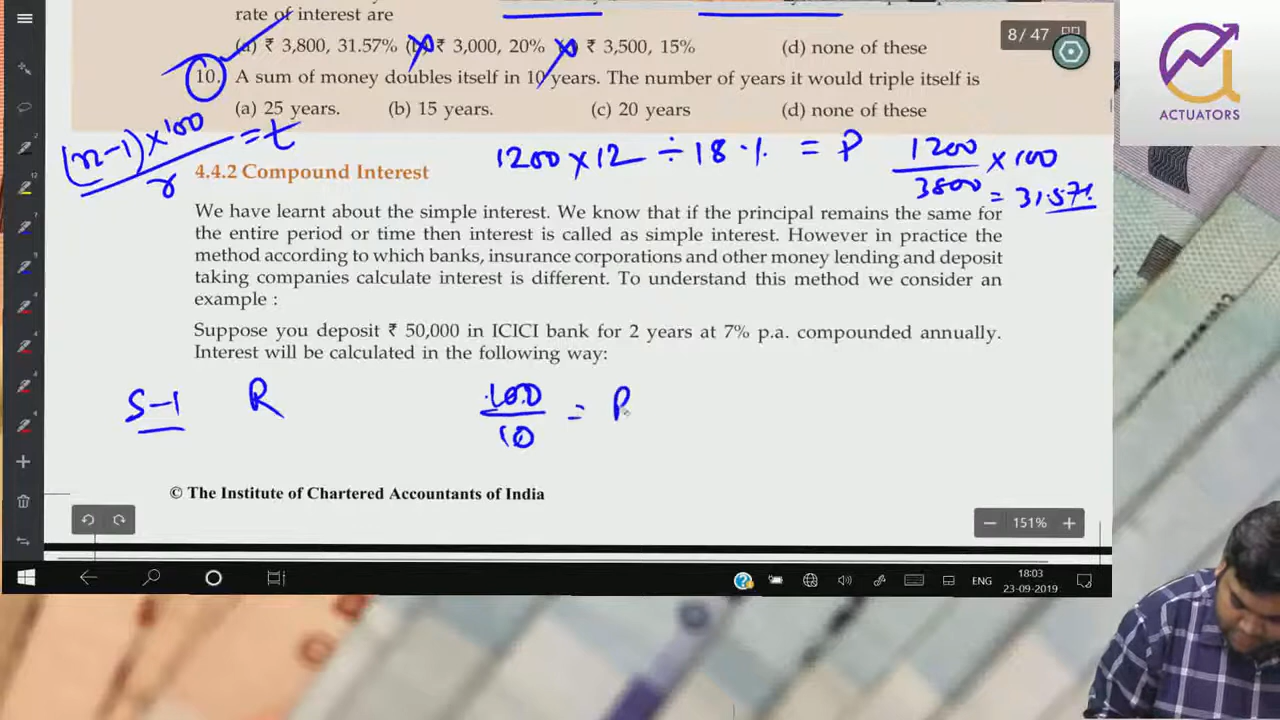 rate of interest are
(a) ₹ 3,800, 31.57% (b) ₹ 3,000, 20% ₹ 3,500, 15% (d) none of these
8 / 47
10. A sum of money doubles itself in 10 years. The number of years it would triple itself is
(a) 25 years. (b) 15 years. (c) 20 years (d) none of these
ACTUATORS
(n-1)×100 / r = t
1200 × 12 ÷ 18 % = P
1200 / 3800 × 100
= 31.57%
4.4.2 Compound Interest
We have learnt about the simple interest. We know that if the principal remains the same for
the entire period or time then interest is called as simple interest. However in practice the
method according to which banks, insurance corporations and other money lending and deposit
taking companies calculate interest is different. To understand this method we consider an
example :
Suppose you deposit ₹ 50,000 in ICICI bank for 2 years at 7% p.a. compounded annually.
Interest will be calculated in the following way:
S-1 R 100 / 10 = P
© The Institute of Chartered Accountants of India
151%
ENG
18:03
23-09-2019